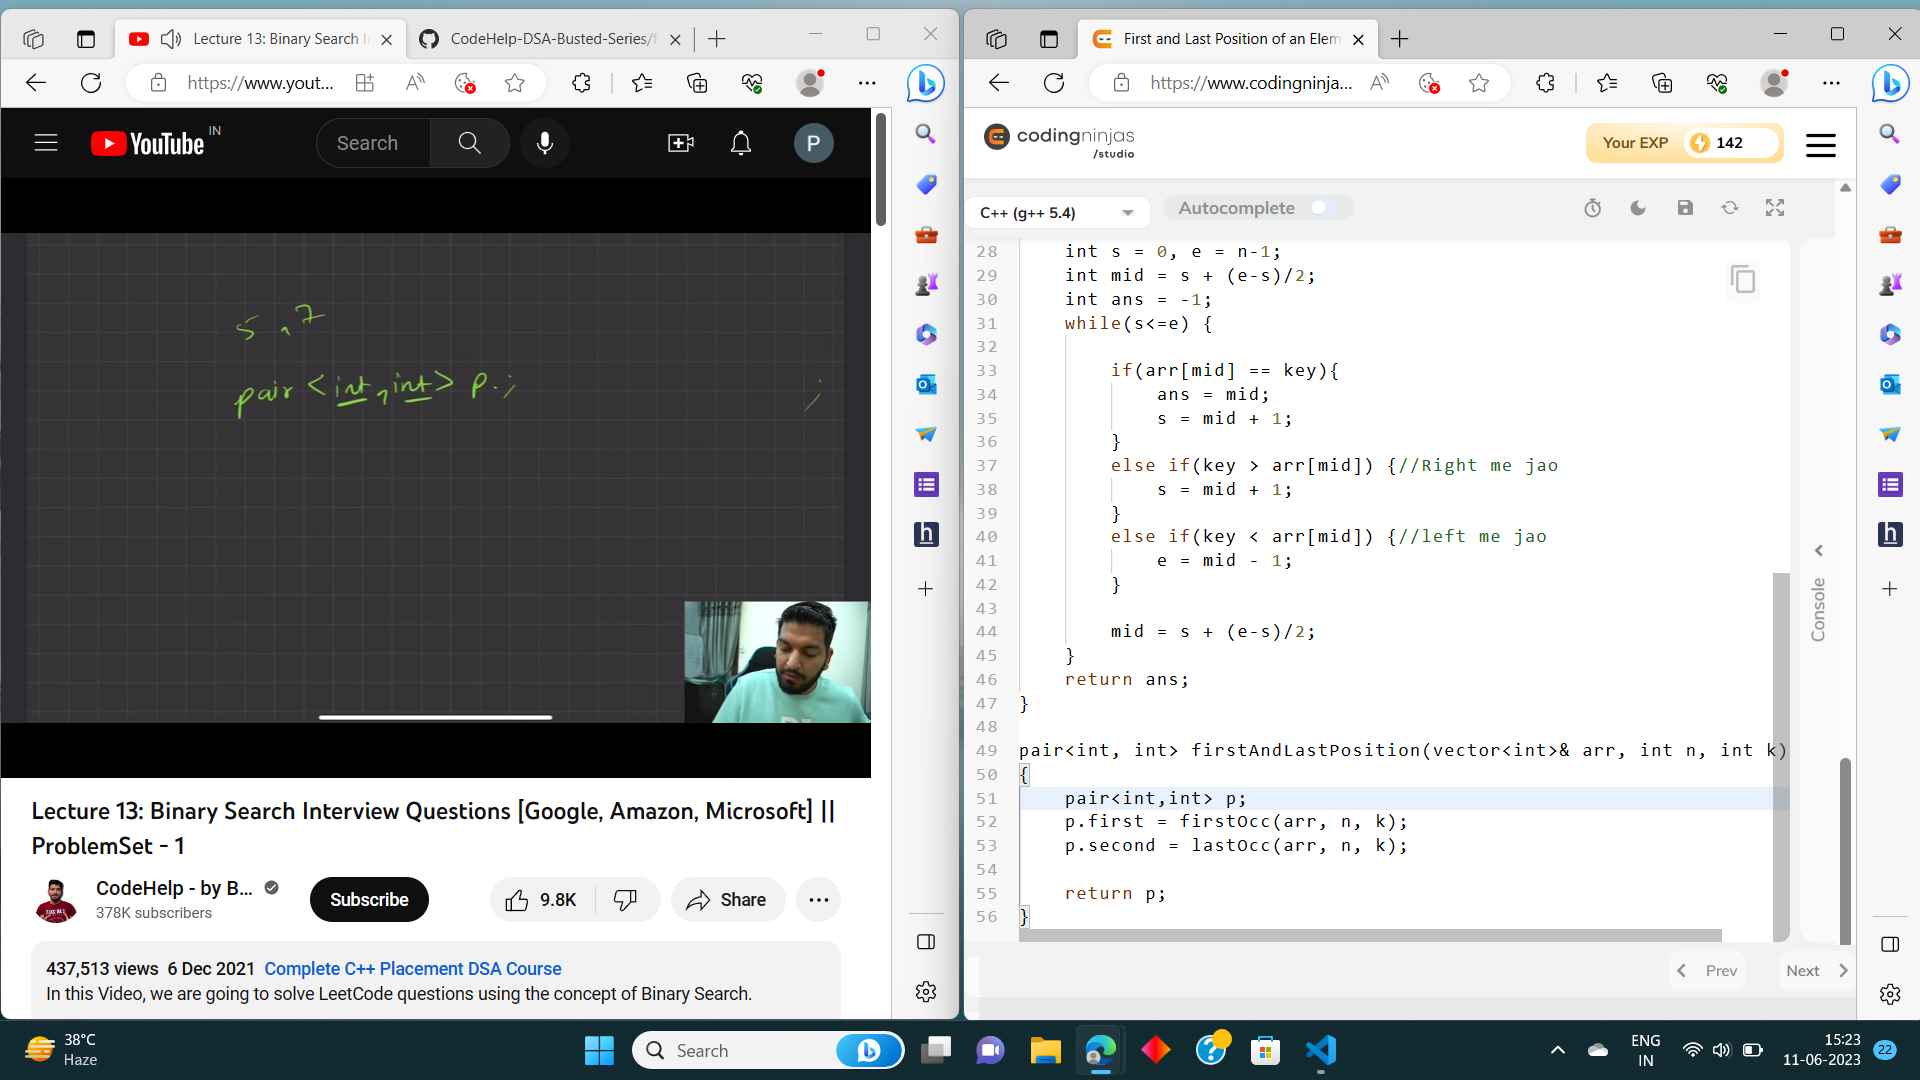 Lecture 13: Binary Search I
CodeHelp-DSA-Busted-Series/f
https://www.yout...
YouTube IN
Search
P
5 , 7
pair <int, int> p. ;
;
Lecture 13: Binary Search Interview Questions [Google, Amazon, Microsoft] ||
ProblemSet - 1
CodeHelp - by B...
378K subscribers
Subscribe
9.8K
Share
437,513 views 6 Dec 2021 Complete C++ Placement DSA Course
In this Video, we are going to solve LeetCode questions using the concept of Binary Search.
First and Last Position of an Elem
https://www.codingninja...
codingninjas
/studio
Your EXP 142
C++ (g++ 5.4)
Autocomplete
28 int s = 0, e = n-1;
29 int mid = s + (e-s)/2;
30 int ans = -1;
31 while(s<=e) {
32
33 if(arr[mid] == key){
34 ans = mid;
35 s = mid + 1;
36 }
37 else if(key > arr[mid]) {//Right me jao
38 s = mid + 1;
39 }
40 else if(key < arr[mid]) {//left me jao
41 e = mid - 1;
42 }
43
44 mid = s + (e-s)/2;
45 }
46 return ans;
47 }
48
49 pair<int, int> firstAndLastPosition(vector<int>& arr, int n, int k)
50 {
51 pair<int,int> p;
52 p.first = firstOcc(arr, n, k);
53 p.second = lastOcc(arr, n, k);
54
55 return p;
56 }
Console
Prev
Next
38°C
Haze
Search
ENG
IN
15:23
11-06-2023
22